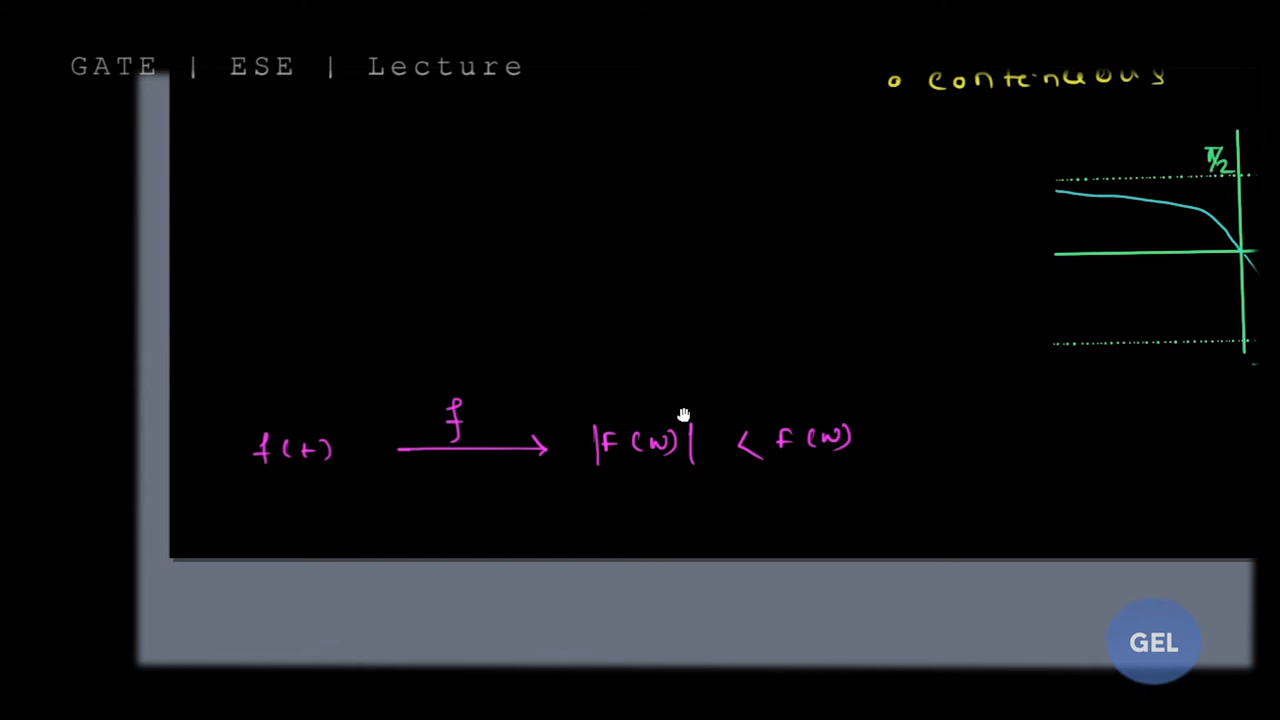 GATE | ESE | Lecture
• continuous
π/2
f(t) f |F(w)| < F(w)
GEL